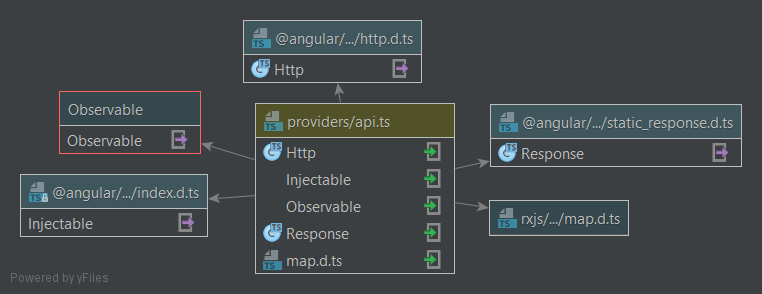 @angular/.../http.d.ts
Http
Observable
Observable
providers/api.ts
Http
Injectable
Observable
Response
map.d.ts
@angular/.../static_response.d.ts
Response
@angular/.../index.d.ts
Injectable
rxjs/.../map.d.ts
Powered by yFiles